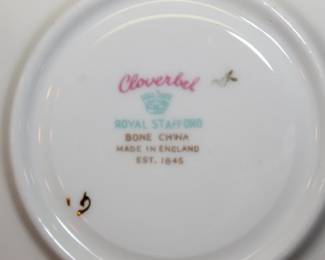 Cloverbel
ROYAL STAFFORD
BONE CHINA
MADE IN ENGLAND
EST. 1845